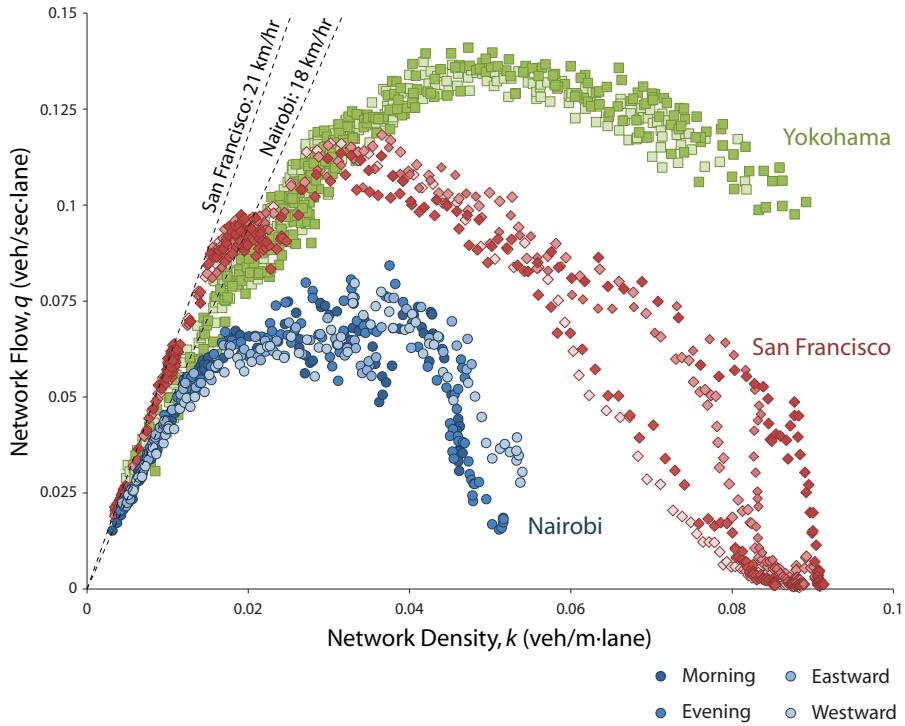 0.15
0.125
0.1
0.075
0.05
0.025
0
Network Flow, q (veh/sec·lane)
San Francisco: 21 km/hr
Nairobi: 18 km/hr
Yokohama
San Francisco
Nairobi
0
0.02
0.04
0.06
0.08
0.1
Network Density, k (veh/m·lane)
Morning
Eastward
Evening
Westward